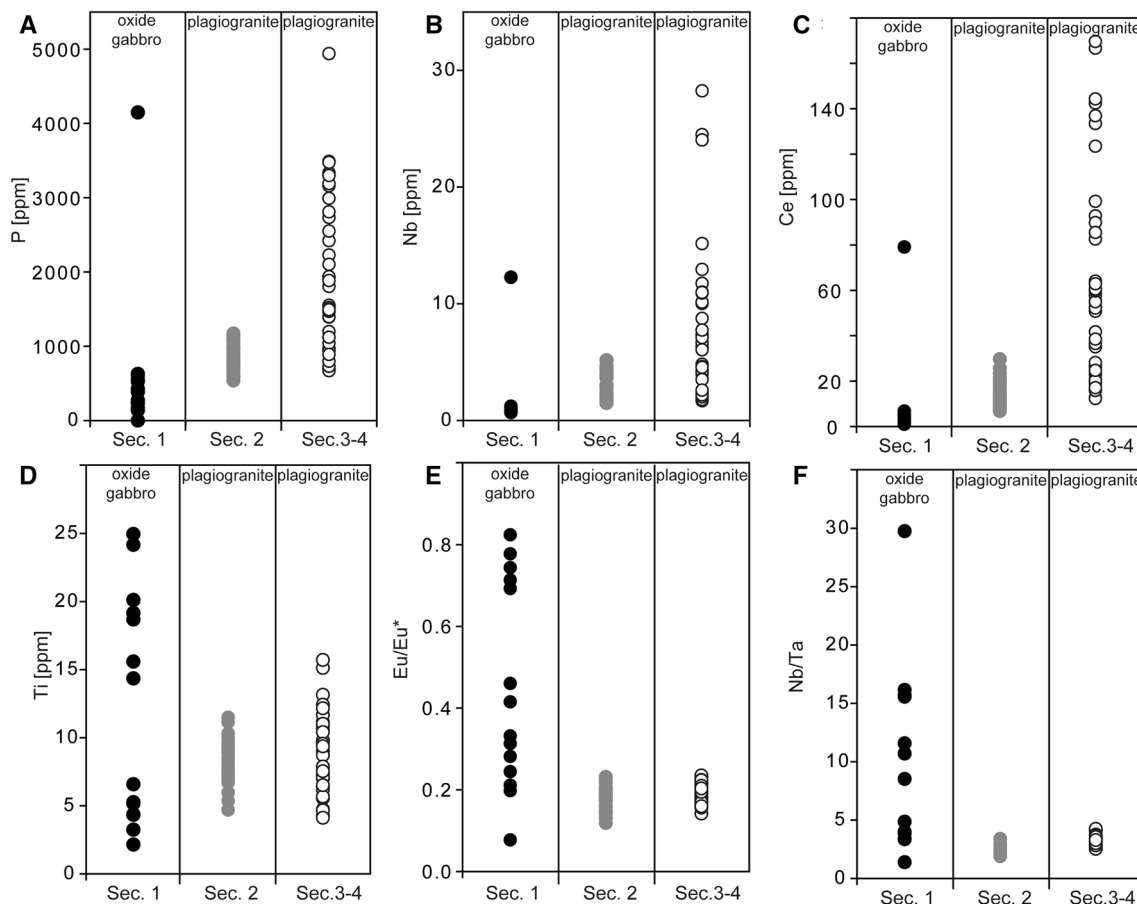 A
oxide
gabbro
plagiogranite
plagiogranite
5000
4000
3000
2000
1000
0
P [ppm]
Sec. 1
Sec. 2
Sec.3-4
B
oxide
gabbro
plagiogranite
plagiogranite
30
20
10
0
Nb [ppm]
Sec. 1
Sec. 2
Sec.3-4
C
oxide
gabbro
plagiogranite
plagiogranite
140
100
60
20
0
Ce [ppm]
Sec. 1
Sec. 2
Sec.3-4
D
oxide
gabbro
plagiogranite
plagiogranite
25
20
15
10
5
0
Ti [ppm]
Sec. 1
Sec. 2
Sec.3-4
E
oxide
gabbro
plagiogranite
plagiogranite
0.8
0.6
0.4
0.2
0.0
Eu/Eu*
Sec. 1
Sec. 2
Sec.3-4
F
oxide
gabbro
plagiogranite
plagiogranite
30
25
20
15
10
5
0
Nb/Ta
Sec. 1
Sec. 2
Sec.3-4